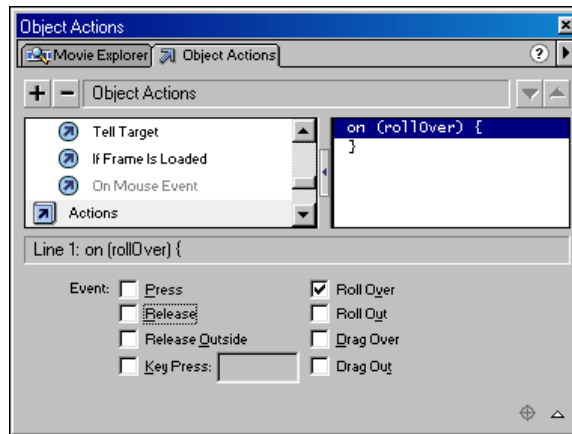 Object Actions
Movie Explorer Object Actions ?
+ − Object Actions
Tell Target
If Frame Is Loaded
On Mouse Event
Actions
on (rollOver) {
}
Line 1: on (rollOver) {
Event: Press Roll Over
Release Roll Out
Release Outside Drag Over
Key Press: Drag Out